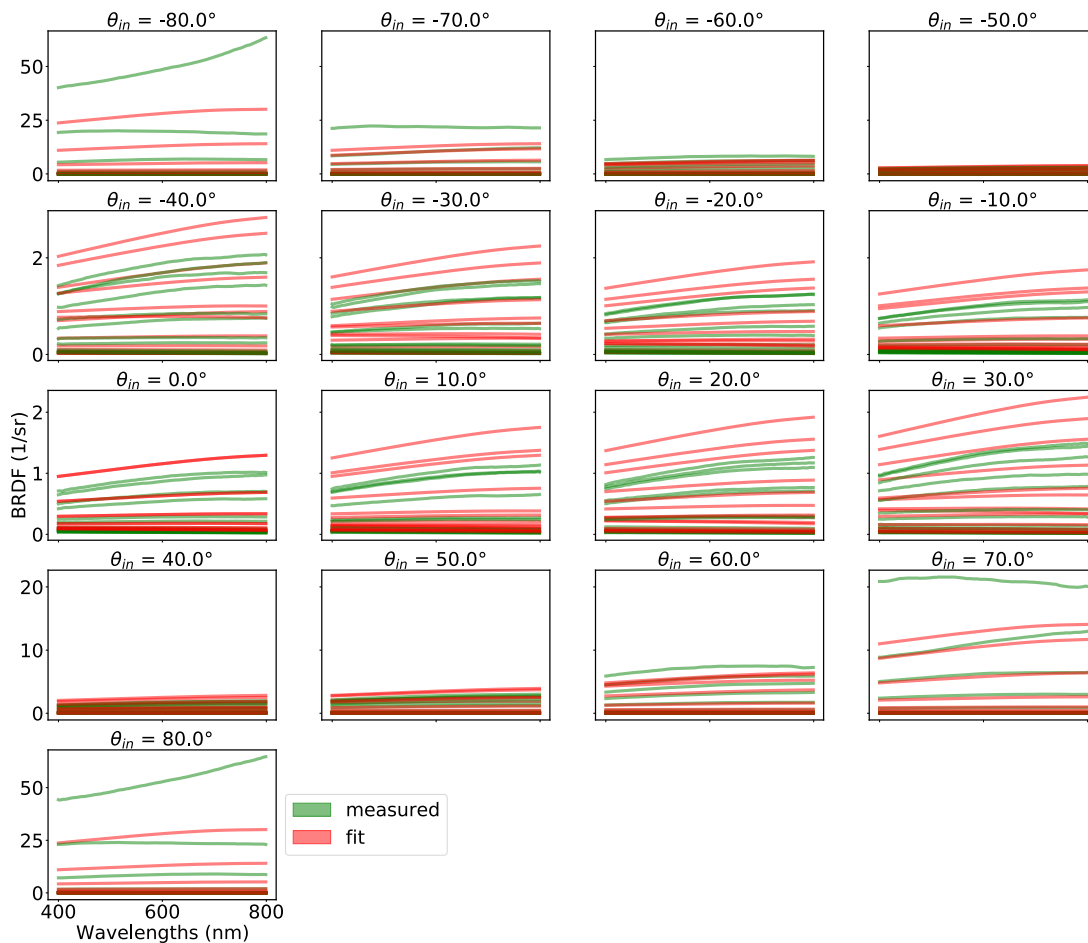 θin = -80.0° θin = -70.0° θin = -60.0° θin = -50.0°
50
25
0
θin = -40.0° θin = -30.0° θin = -20.0° θin = -10.0°
2
0
θin = 0.0° θin = 10.0° θin = 20.0° θin = 30.0°
BRDF (1/sr)
2
1
0
θin = 40.0° θin = 50.0° θin = 60.0° θin = 70.0°
20
10
0
θin = 80.0°
50
25
0
measured
fit
400 600 800
Wavelengths (nm)